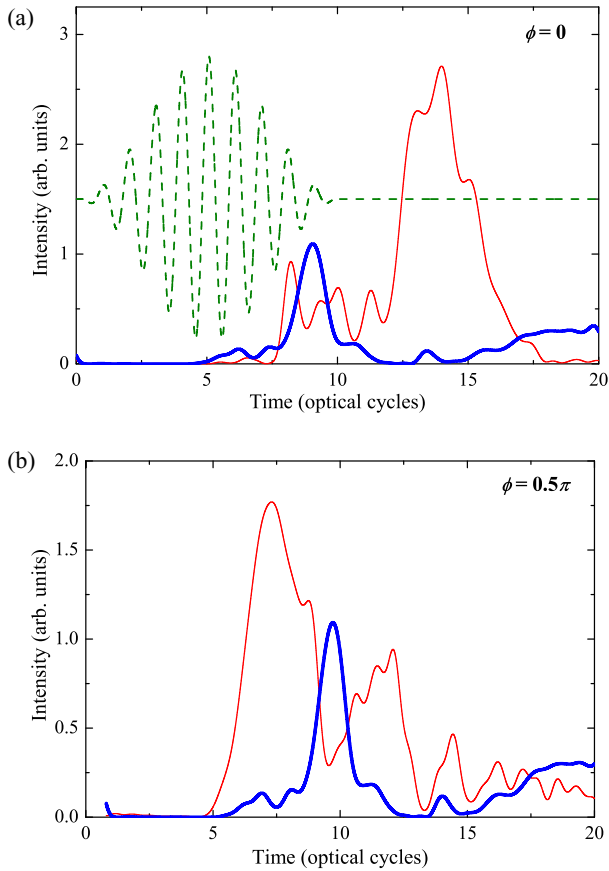 (a)
ϕ = 0
3
2
1
0
Intensity (arb. units)
0 5 10 15 20
Time (optical cycles)
(b)
ϕ = 0.5π
2.0
1.5
1.0
0.5
0.0
Intensity (arb. units)
0 5 10 15 20
Time (optical cycles)